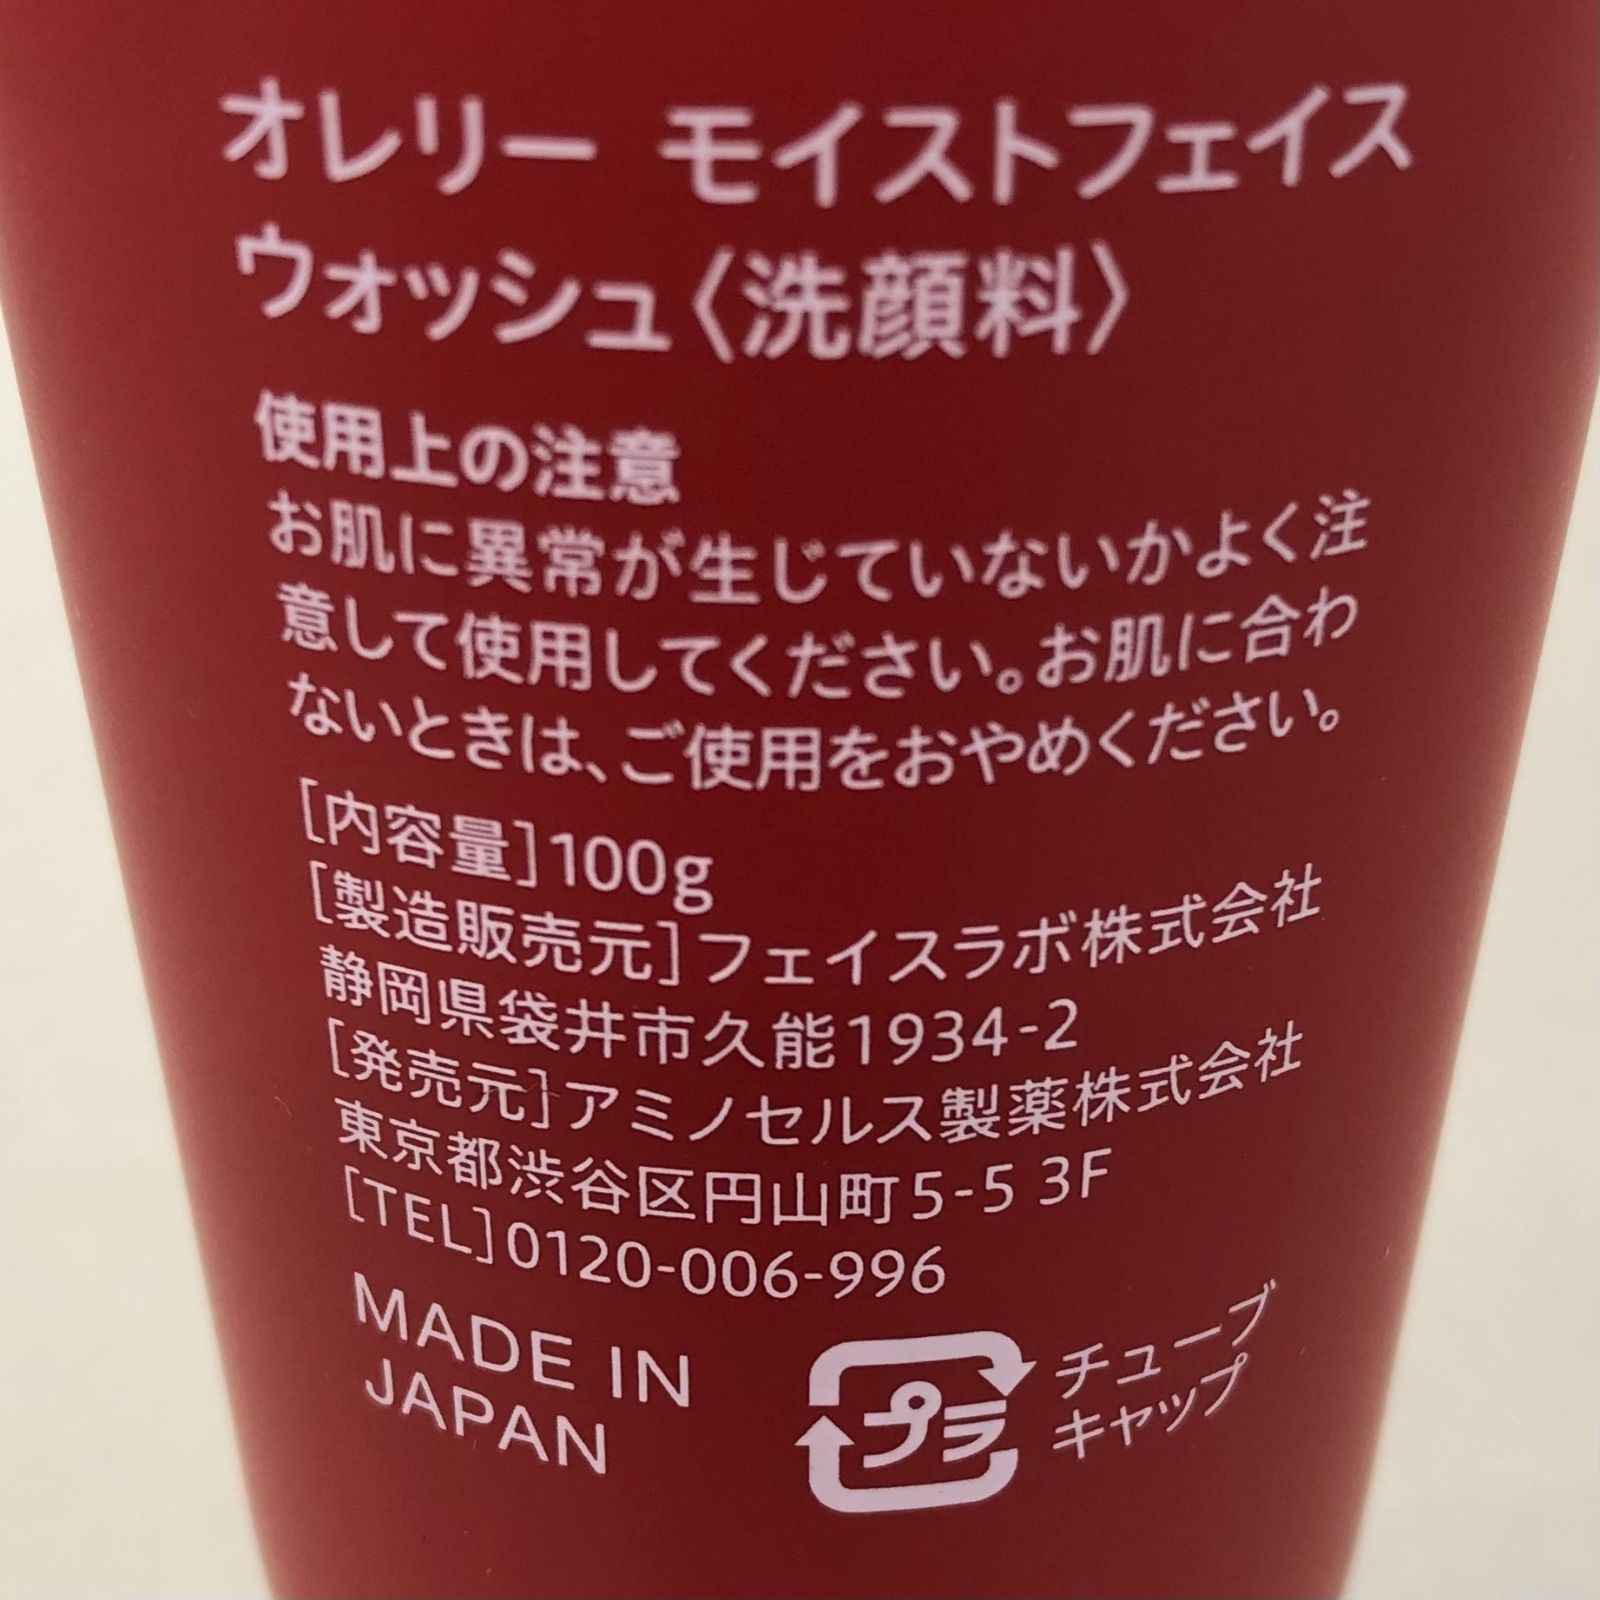 オレリー モイストフェイス
ウォッシュ〈洗顔料〉
使用上の注意
お肌に異常が生じていないかよく注
意して使用してください。お肌に合わ
ないときは、ご使用をおやめください。
[内容量]100g
[製造販売元]フェイスラボ株式会社
静岡県袋井市久能1934-2
[発売元]アミノセルス製薬株式会社
東京都渋谷区円山町5-5 3F
[TEL]0120-006-996
MADE IN
JAPAN
プラ
チューブ
キャップ